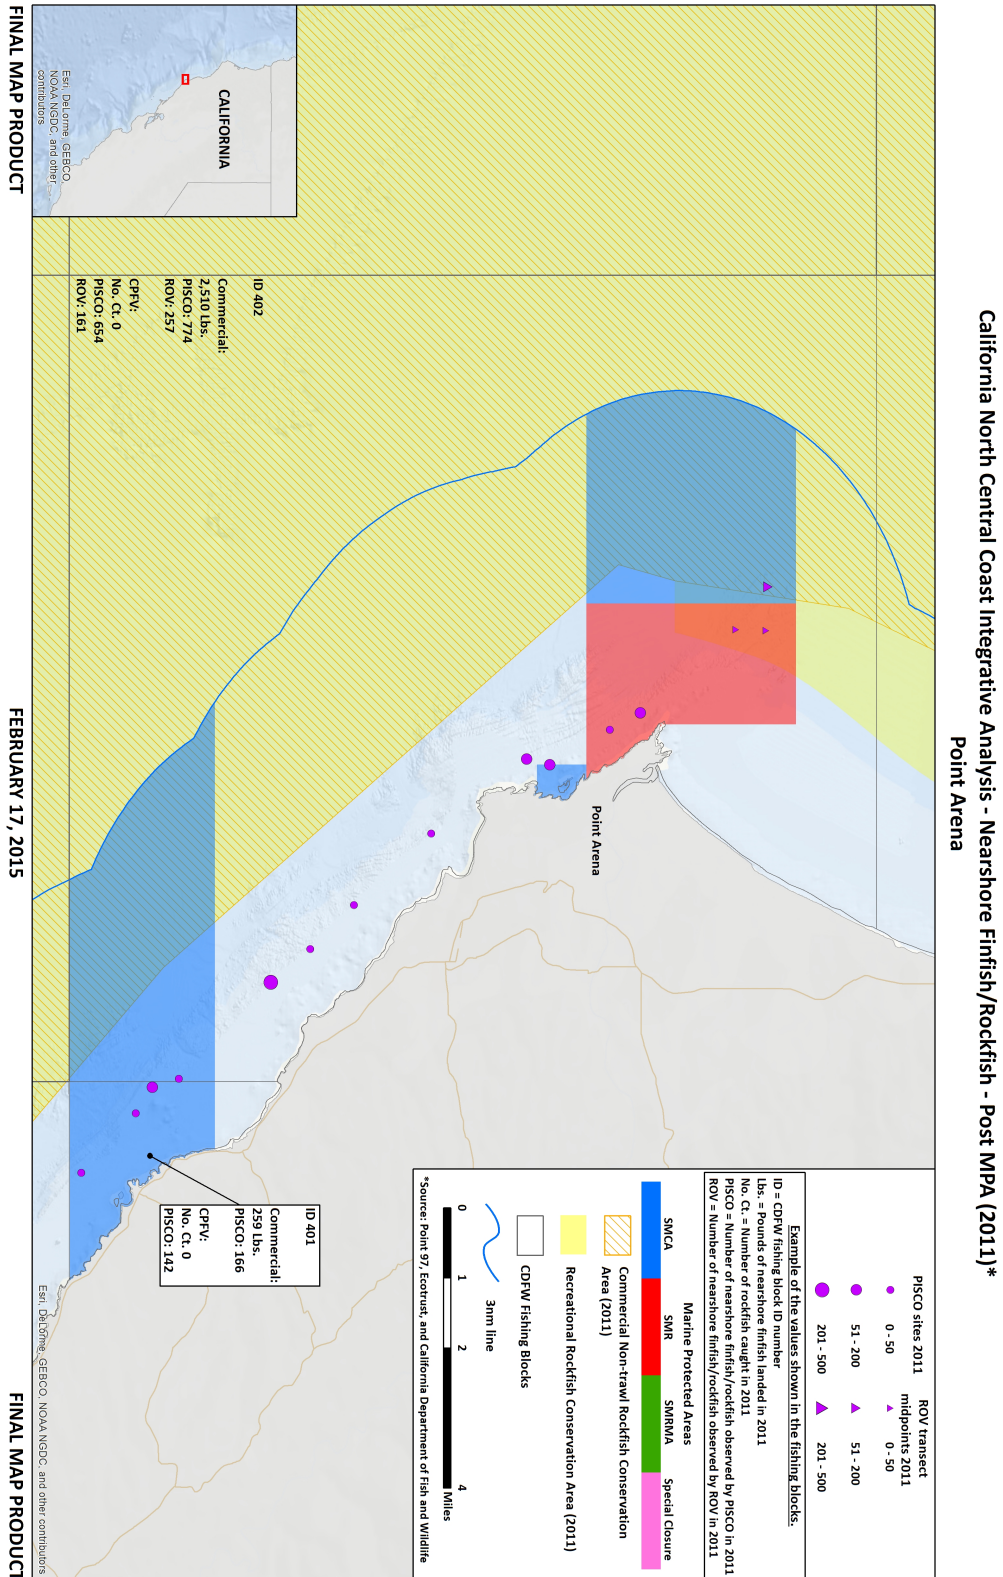 California North Central Coast Integrative Analysis - Nearshore Finfish/Rockfish - Post MPA (2011)*
Point Arena
PISCO sites 2011
0 - 50
51 - 200
201 - 500
ROV transect
midpoints 2011
0 - 50
51 - 200
201 - 500
Example of the values shown in the fishing blocks.
ID = CDFW fishing block ID number
Lbs. = Pounds of nearshore finfish landed in 2011
No. Ct. = Number of rockfish caught in 2011
PISCO = Number of nearshore finfish/rockfish observed by PISCO in 2011
ROV = Number of nearshore finfish/rockfish observed by ROV in 2011
Marine Protected Areas
SMCA
SMR
SMRMA
Special Closure
Commercial Non-trawl Rockfish Conservation
Area (2011)
Recreational Rockfish Conservation Area (2011)
CDFW Fishing Blocks
3nm line
0
1
2
4
Miles
*Source: Point 97, Ecotrust, and California Department of Fish and Wildlife
Point Arena
ID 402
Commercial:
2,510 Lbs.
PISCO: 774
ROV: 257
CPFV:
No. Ct. 0
PISCO: 654
ROV: 161
ID 401
Commercial:
259 Lbs.
PISCO: 166
CPFV:
No. Ct. 0
PISCO: 142
CALIFORNIA
Esri, DeLorme, GEBCO,
NOAA NGDC, and other
contributors
Esri, DeLorme, GEBCO, NOAA NGDC, and other contributors
FINAL MAP PRODUCT
FEBRUARY 17, 2015
FINAL MAP PRODUCT